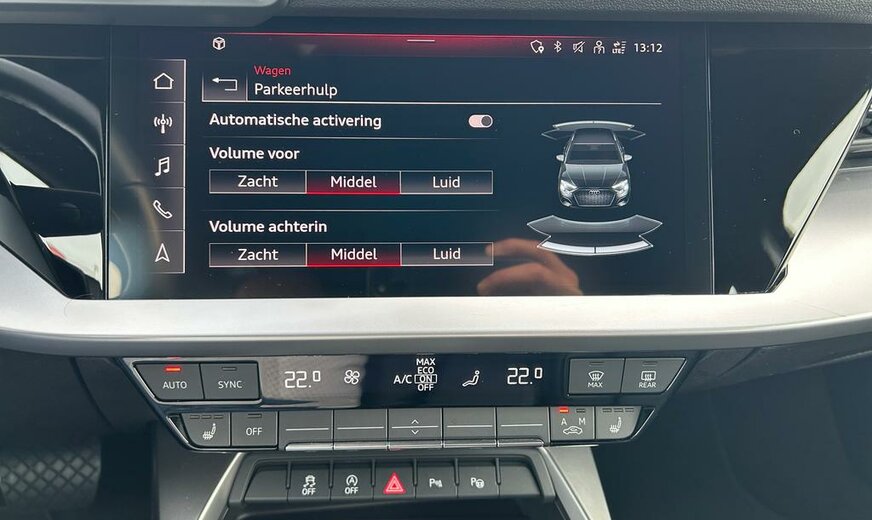 13:12
Wagen
Parkeerhulp
Automatische activering
Volume voor
Zacht Middel Luid
Volume achterin
Zacht Middel Luid
AUTO SYNC 22.0 A/C MAX ECO ON OFF 22.0 MAX REAR
OFF A M
OFF OFF